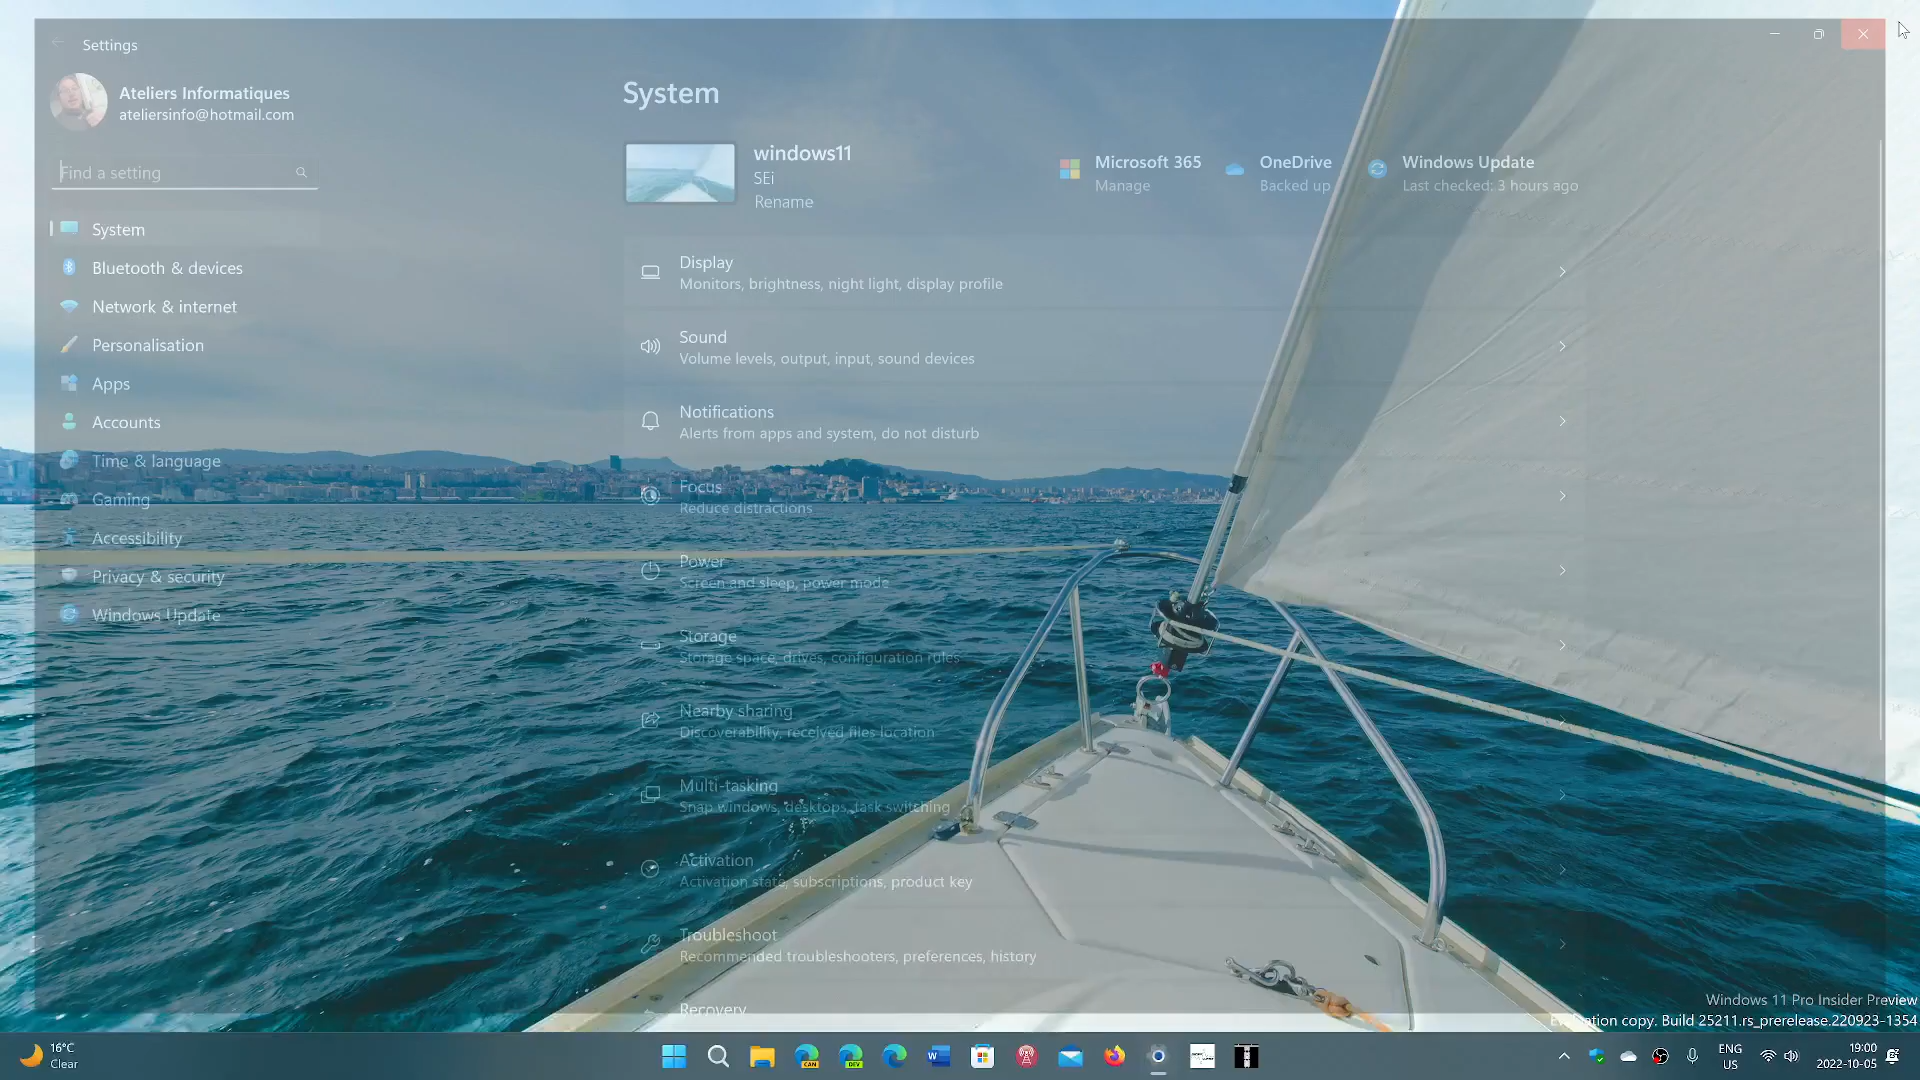 Settings
Ateliers Informatiques
ateliersinfo@hotmail.com
Find a setting
System
Bluetooth & devices
Network & internet
Personalisation
Apps
Accounts
Time & language
Gaming
Accessibility
Privacy & security
Windows Update
System
windows11
SEi
Rename
Microsoft 365
Manage
OneDrive
Backed up
Windows Update
Last checked: 3 hours ago
Display
Monitors, brightness, night light, display profile
Sound
Volume levels, output, input, sound devices
Notifications
Alerts from apps and system, do not disturb
Focus
Reduce distractions
Power
Screen and sleep, power mode
Storage
Storage space, drives, configuration rules
Nearby sharing
Discoverability, received files location
Multi-tasking
Snap windows, desktops, task switching
Activation
Activation state, subscriptions, product key
Troubleshoot
Recommended troubleshooters, preferences, history
Recovery
Windows 11 Pro Insider Preview
Evaluation copy. Build 25211.rs_prerelease.220923-1354
16°C
Clear
CAN
DEV
ENG
US
19:00
2022-10-05